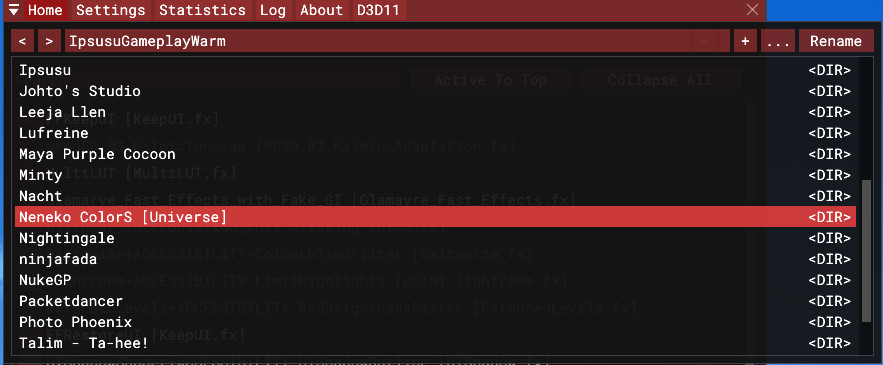 Home Settings Statistics Log About D3D11
< > IpsusuGameplayWarm + ... Rename
Ipsusu <DIR>
Active To Top Collapse All
Johto's Studio <DIR>
Leeja Llen <DIR>
Lufreine <DIR>
Maya Purple Cocoon <DIR>
Minty <DIR>
Nacht <DIR>
Neneko ColorS [Universe] <DIR>
Nightingale <DIR>
ninjafada <DIR>
NukeGP <DIR>
Packetdancer <DIR>
Photo Phoenix <DIR>
Talim - Ta-hee! <DIR>